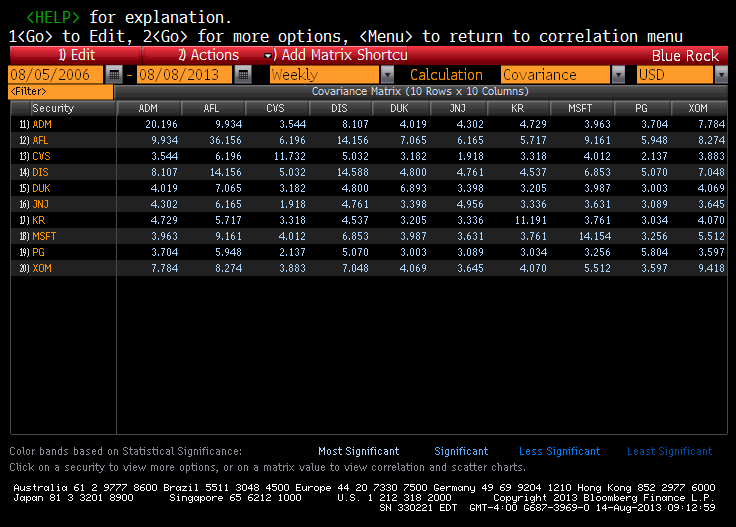 <HELP> for explanation.
1<Go> to Edit, 2<Go> for more options, <Menu> to return to correlation menu
1) Edit 2) Actions ) Add Matrix Shortcu Blue Rock
08/05/2006 - 08/08/2013 Weekly Calculation Covariance USD
<Filter> Covariance Matrix (10 Rows x 10 Columns)
Security ADM AFL CVS DIS DUK JNJ KR MSFT PG XOM
11) ADM 20.196 9.934 3.544 8.107 4.019 4.302 4.729 3.963 3.704 7.784
12) AFL 9.934 36.156 6.196 14.156 7.065 6.165 5.717 9.161 5.948 8.274
13) CVS 3.544 6.196 11.732 5.032 3.182 1.918 3.318 4.012 2.137 3.883
14) DIS 8.107 14.156 5.032 14.588 4.800 4.761 4.537 6.853 5.070 7.048
15) DUK 4.019 7.065 3.182 4.800 6.893 3.398 3.205 3.987 3.003 4.069
16) JNJ 4.302 6.165 1.918 4.761 3.398 4.956 3.336 3.631 3.089 3.645
17) KR 4.729 5.717 3.318 4.537 3.205 3.336 11.191 3.761 3.034 4.070
18) MSFT 3.963 9.161 4.012 6.853 3.987 3.631 3.761 14.154 3.256 5.512
19) PG 3.704 5.948 2.137 5.070 3.003 3.089 3.034 3.256 5.804 3.597
20) XOM 7.784 8.274 3.883 7.048 4.069 3.645 4.070 5.512 3.597 9.418
Color bands based on Statistical Significance: Most Significant Significant Less Significant Least Significant
Click on a security to view more options, or on a matrix value to view correlation and scatter charts.
Australia 61 2 9777 8600 Brazil 5511 3048 4500 Europe 44 20 7330 7500 Germany 49 69 9204 1210 Hong Kong 852 2977 6000
Japan 81 3 3201 8900 Singapore 65 6212 1000 U.S. 1 212 318 2000 Copyright 2013 Bloomberg Finance L.P.
SN 330221 EDT GMT-4:00 G687-3969-0 14-Aug-2013 09:12:59